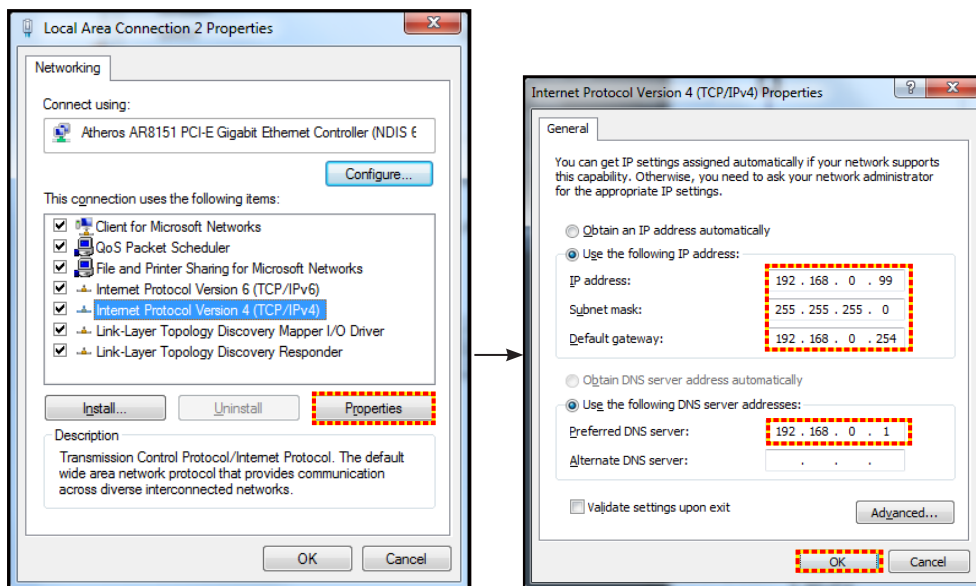 Local Area Connection 2 Properties
Networking
Connect using:
Atheros AR8151 PCI-E Gigabit Ethernet Controller (NDIS 6
Configure...
This connection uses the following items:
Client for Microsoft Networks
QoS Packet Scheduler
File and Printer Sharing for Microsoft Networks
Internet Protocol Version 6 (TCP/IPv6)
Internet Protocol Version 4 (TCP/IPv4)
Link-Layer Topology Discovery Mapper I/O Driver
Link-Layer Topology Discovery Responder
Install...
Uninstall
Properties
Description
Transmission Control Protocol/Internet Protocol. The default
wide area network protocol that provides communication
across diverse interconnected networks.
OK
Cancel
Internet Protocol Version 4 (TCP/IPv4) Properties
General
You can get IP settings assigned automatically if your network supports
this capability. Otherwise, you need to ask your network administrator
for the appropriate IP settings.
Obtain an IP address automatically
Use the following IP address:
IP address: 192 . 168 . 0 . 99
Subnet mask: 255 . 255 . 255 . 0
Default gateway: 192 . 168 . 0 . 254
Obtain DNS server address automatically
Use the following DNS server addresses:
Preferred DNS server: 192 . 168 . 0 . 1
Alternate DNS server: . . .
Validate settings upon exit
Advanced...
OK
Cancel